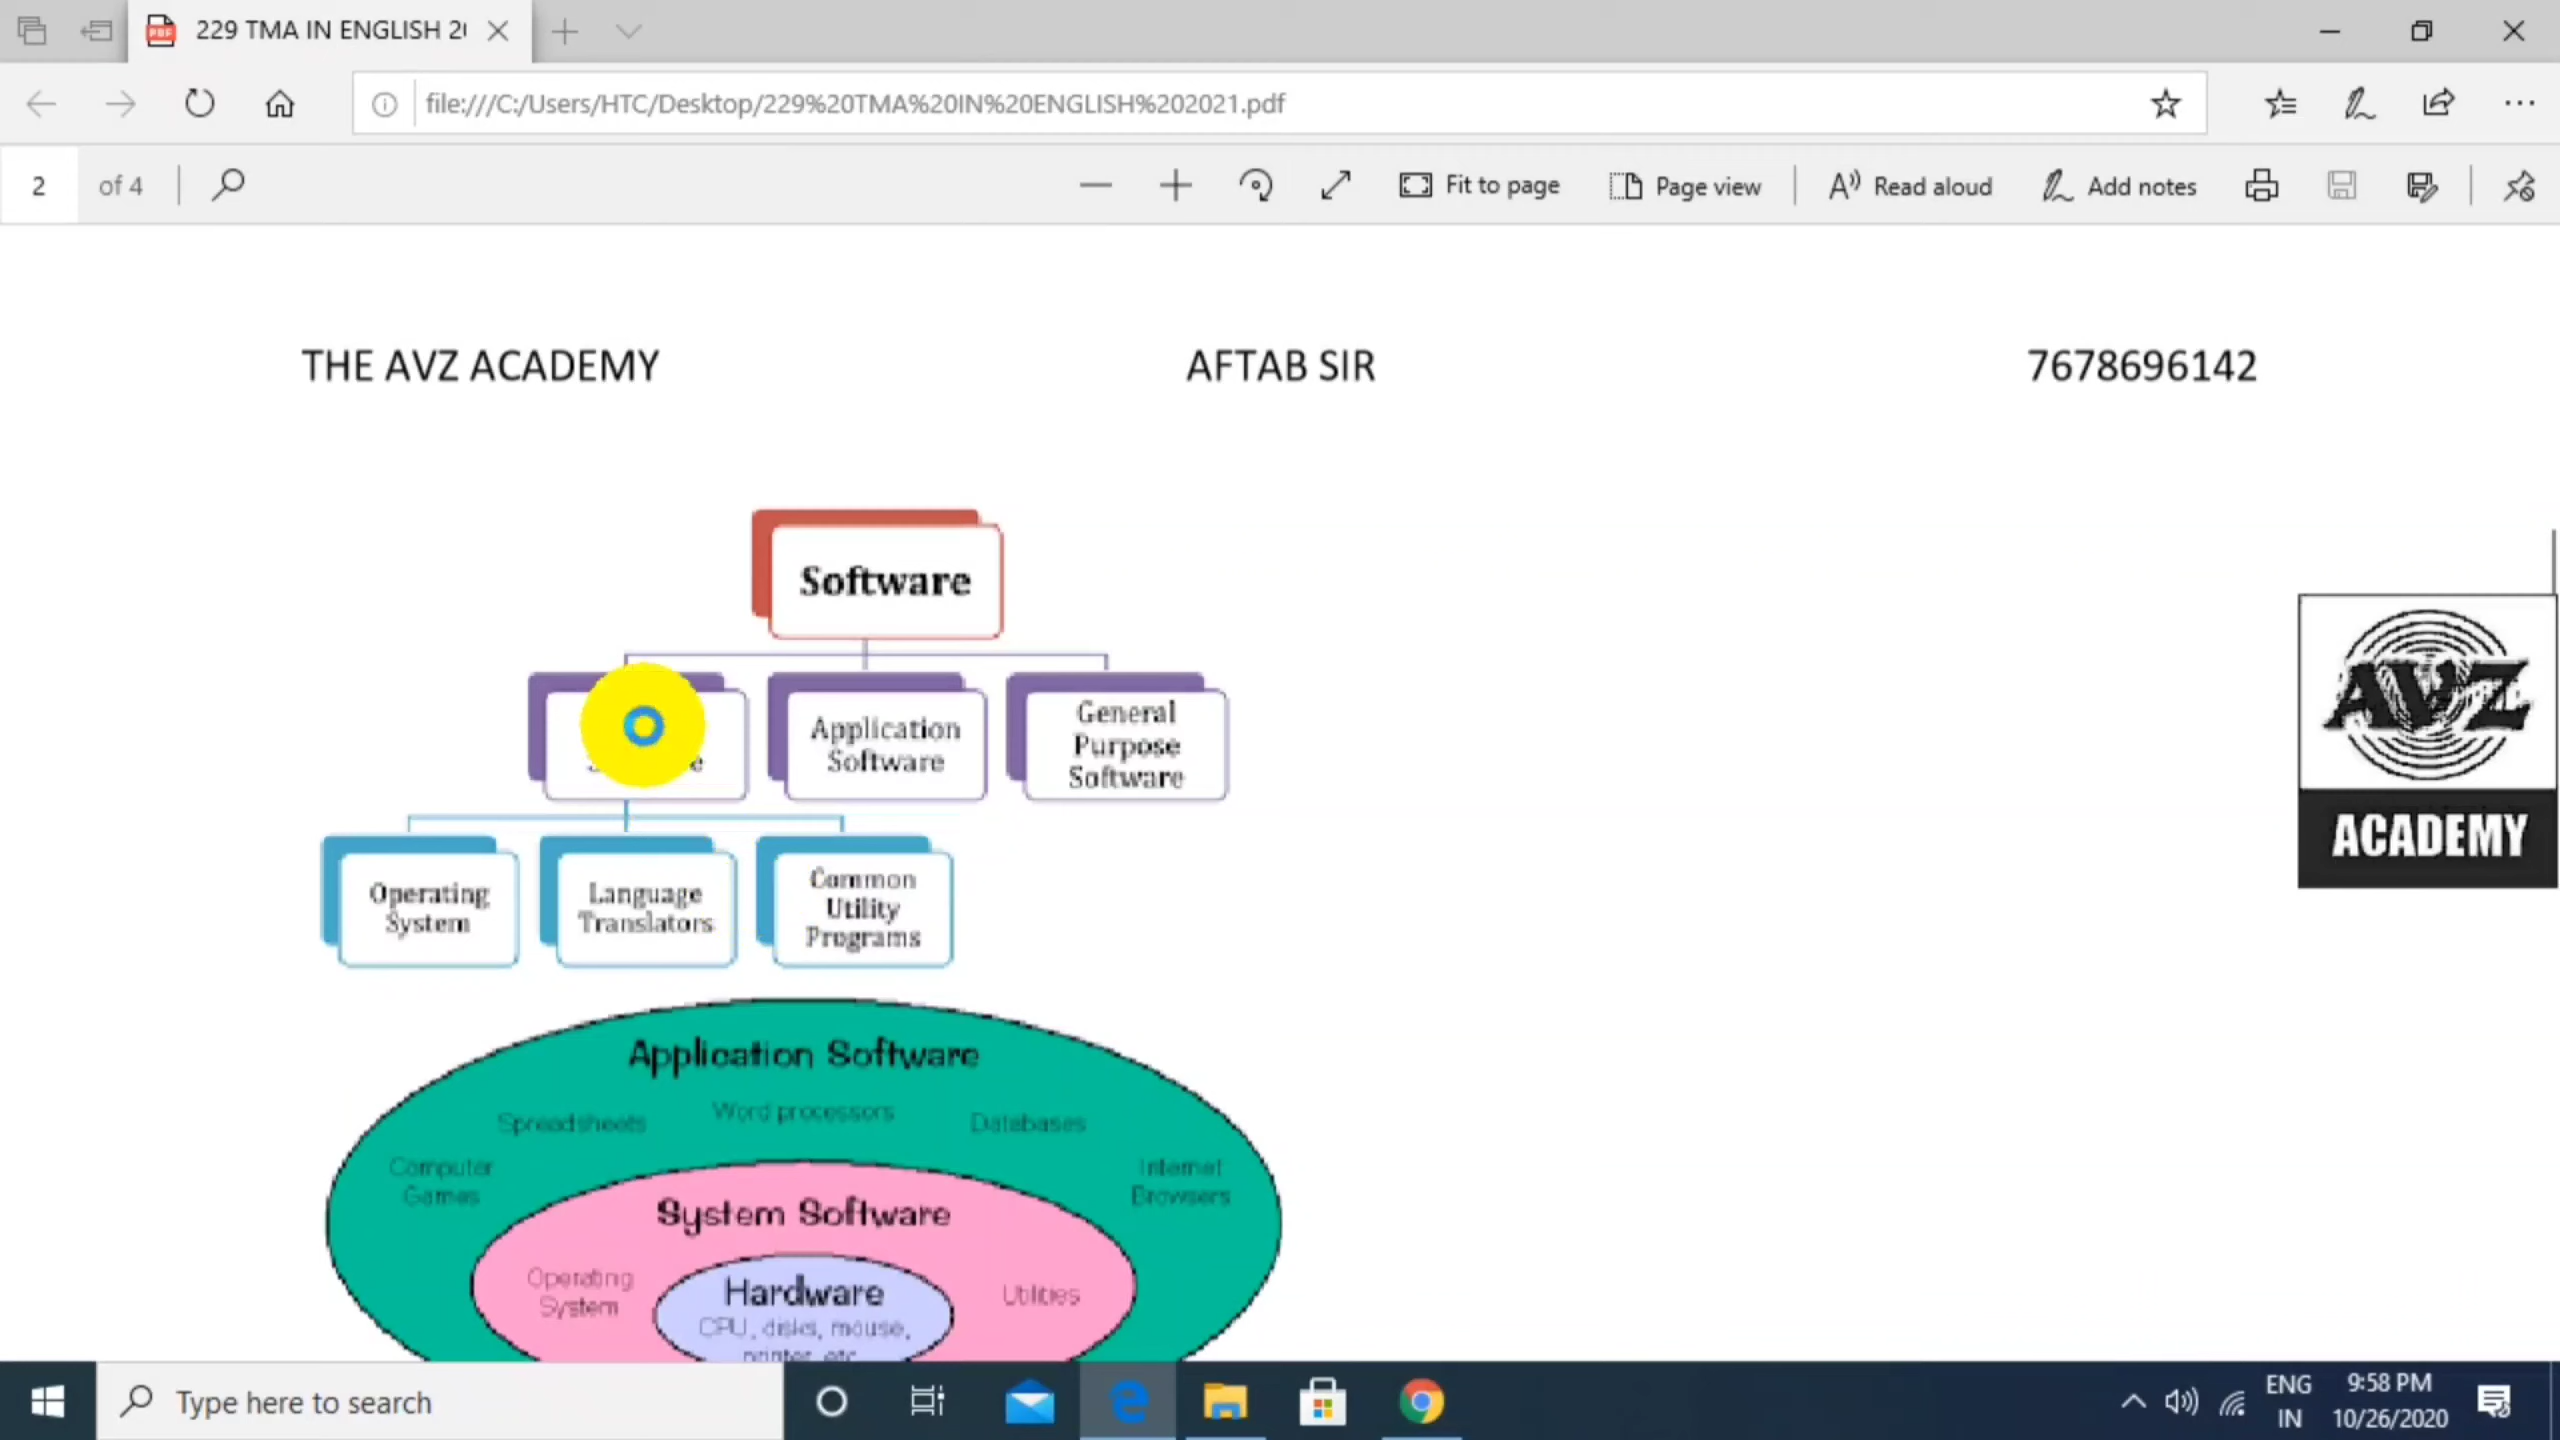 229 TMA IN ENGLISH 2
file:///C:/Users/HTC/Desktop/229%20TMA%20IN%20ENGLISH%202021.pdf
2 of 4
Fit to page
Page view
Read aloud
Add notes
THE AVZ ACADEMY AFTAB SIR 7678696142
Software
Application
Software
General
Purpose
Software
Operating
System
Language
Translators
Common
Utility
Programs
AVZ
ACADEMY
Application Software
Spreadsheets Word processors Databases
Computer
Games
Internet
Browsers
System Software
Operating
System
Utilities
Hardware
CPU, disks, mouse,
printer, etc
Type here to search
ENG
IN
9:58 PM
10/26/2020